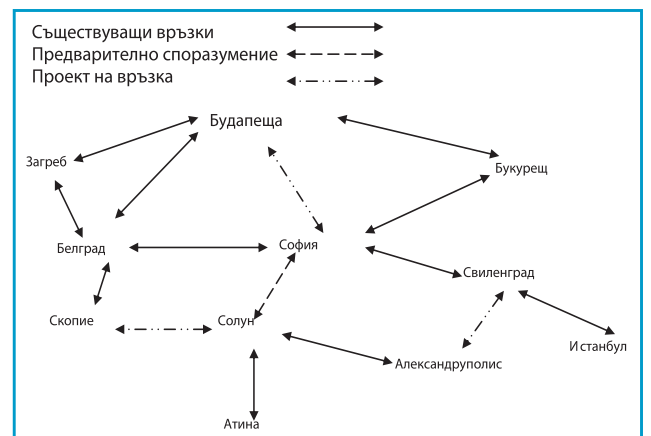 Съществуващи връзки
Предварително споразумение
Проект на връзка
Будапеща
Загреб
Букурещ
Белград
София
Свиленград
Скопие
Солун
Истанбул
Александруполис
Атина